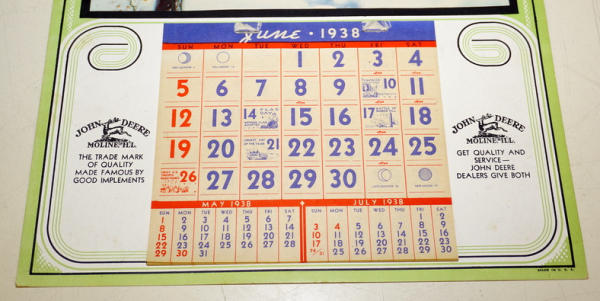 June · 1938
SUN MON TUE WED THU FRI SAT
1 2 3 4
5 6 7 8 9 10 11
12 13 14 15 16 17 18
19 20 21 22 23 24 25
26 27 28 29 30
JOHN DEERE
MOLINE, ILL.
THE TRADE MARK
OF QUALITY
MADE FAMOUS BY
GOOD IMPLEMENTS
JOHN DEERE
MOLINE, ILL.
GET QUALITY AND
SERVICE—
JOHN DEERE
DEALERS GIVE BOTH
MAY 1938
SUN. MON. TUE. WED. THU. FRI. SAT.
1 2 3 4 5 6 7
8 9 10 11 12 13 14
15 16 17 18 19 20 21
22 23 24 25 26 27 28
29 30 31
JULY 1938
SUN. MON. TUE. WED. THU. FRI. SAT.
1 2
3 4 5 6 7 8 9
10 11 12 13 14 15 16
17 18 19 20 21 22 23
24/31 25 26 27 28 29 30
MADE IN U. S. A.